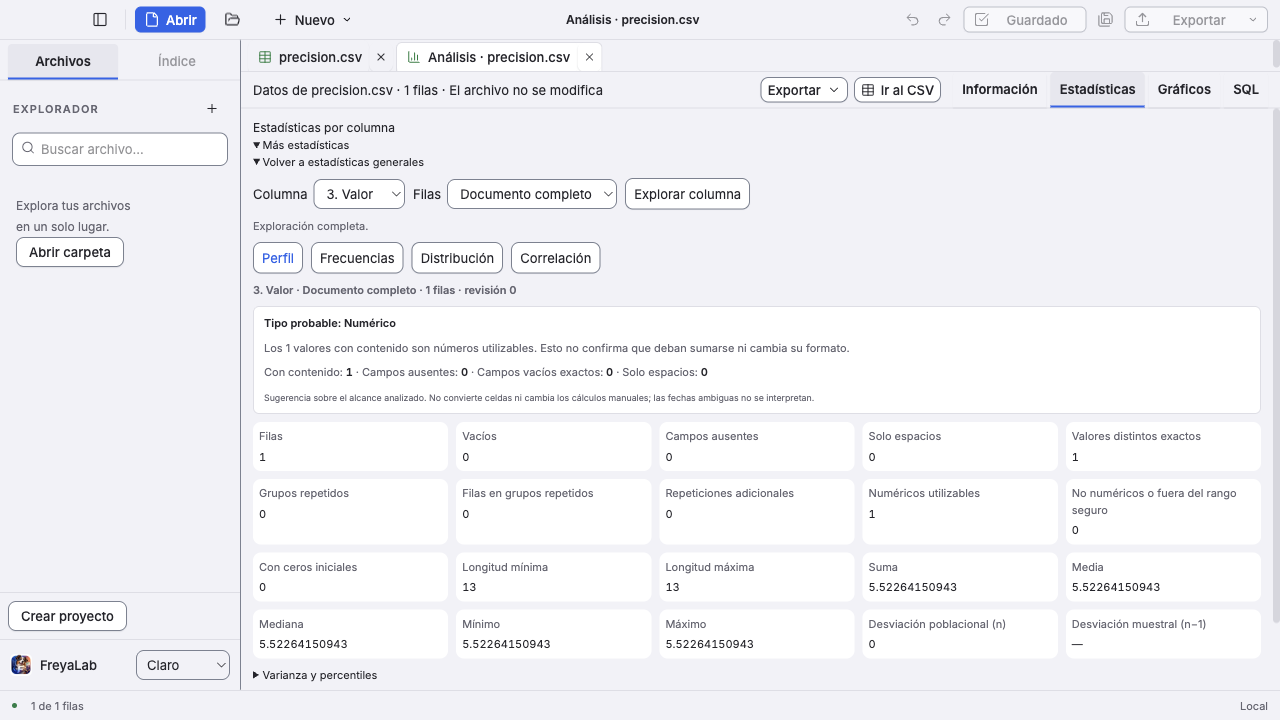 Abrir
Nuevo
Análisis · precision.csv
Guardado
Exportar
Archivos
Índice
precision.csv
Análisis · precision.csv
Datos de precision.csv · 1 filas · El archivo no se modifica
Exportar
Ir al CSV
Información
Estadísticas
Gráficos
SQL
EXPLORADOR
Buscar archivo...
Explora tus archivos
en un solo lugar.
Abrir carpeta
Estadísticas por columna
Más estadísticas
Volver a estadísticas generales
Columna
3. Valor
Filas
Documento completo
Explorar columna
Exploración completa.
Perfil
Frecuencias
Distribución
Correlación
3. Valor · Documento completo · 1 filas · revisión 0
Tipo probable: Numérico
Los 1 valores con contenido son números utilizables. Esto no confirma que deban sumarse ni cambia su formato.
Con contenido: 1 · Campos ausentes: 0 · Campos vacíos exactos: 0 · Solo espacios: 0
Sugerencia sobre el alcance analizado. No convierte celdas ni cambia los cálculos manuales; las fechas ambiguas no se interpretan.
Filas
1
Vacíos
0
Campos ausentes
0
Solo espacios
0
Valores distintos exactos
1
Grupos repetidos
0
Filas en grupos repetidos
0
Repeticiones adicionales
0
Numéricos utilizables
1
No numéricos o fuera del rango
seguro
0
Con ceros iniciales
0
Longitud mínima
13
Longitud máxima
13
Suma
5.52264150943
Media
5.52264150943
Mediana
5.52264150943
Mínimo
5.52264150943
Máximo
5.52264150943
Desviación poblacional (n)
0
Desviación muestral (n−1)
—
Varianza y percentiles
Crear proyecto
FreyaLab
Claro
1 de 1 filas
Local